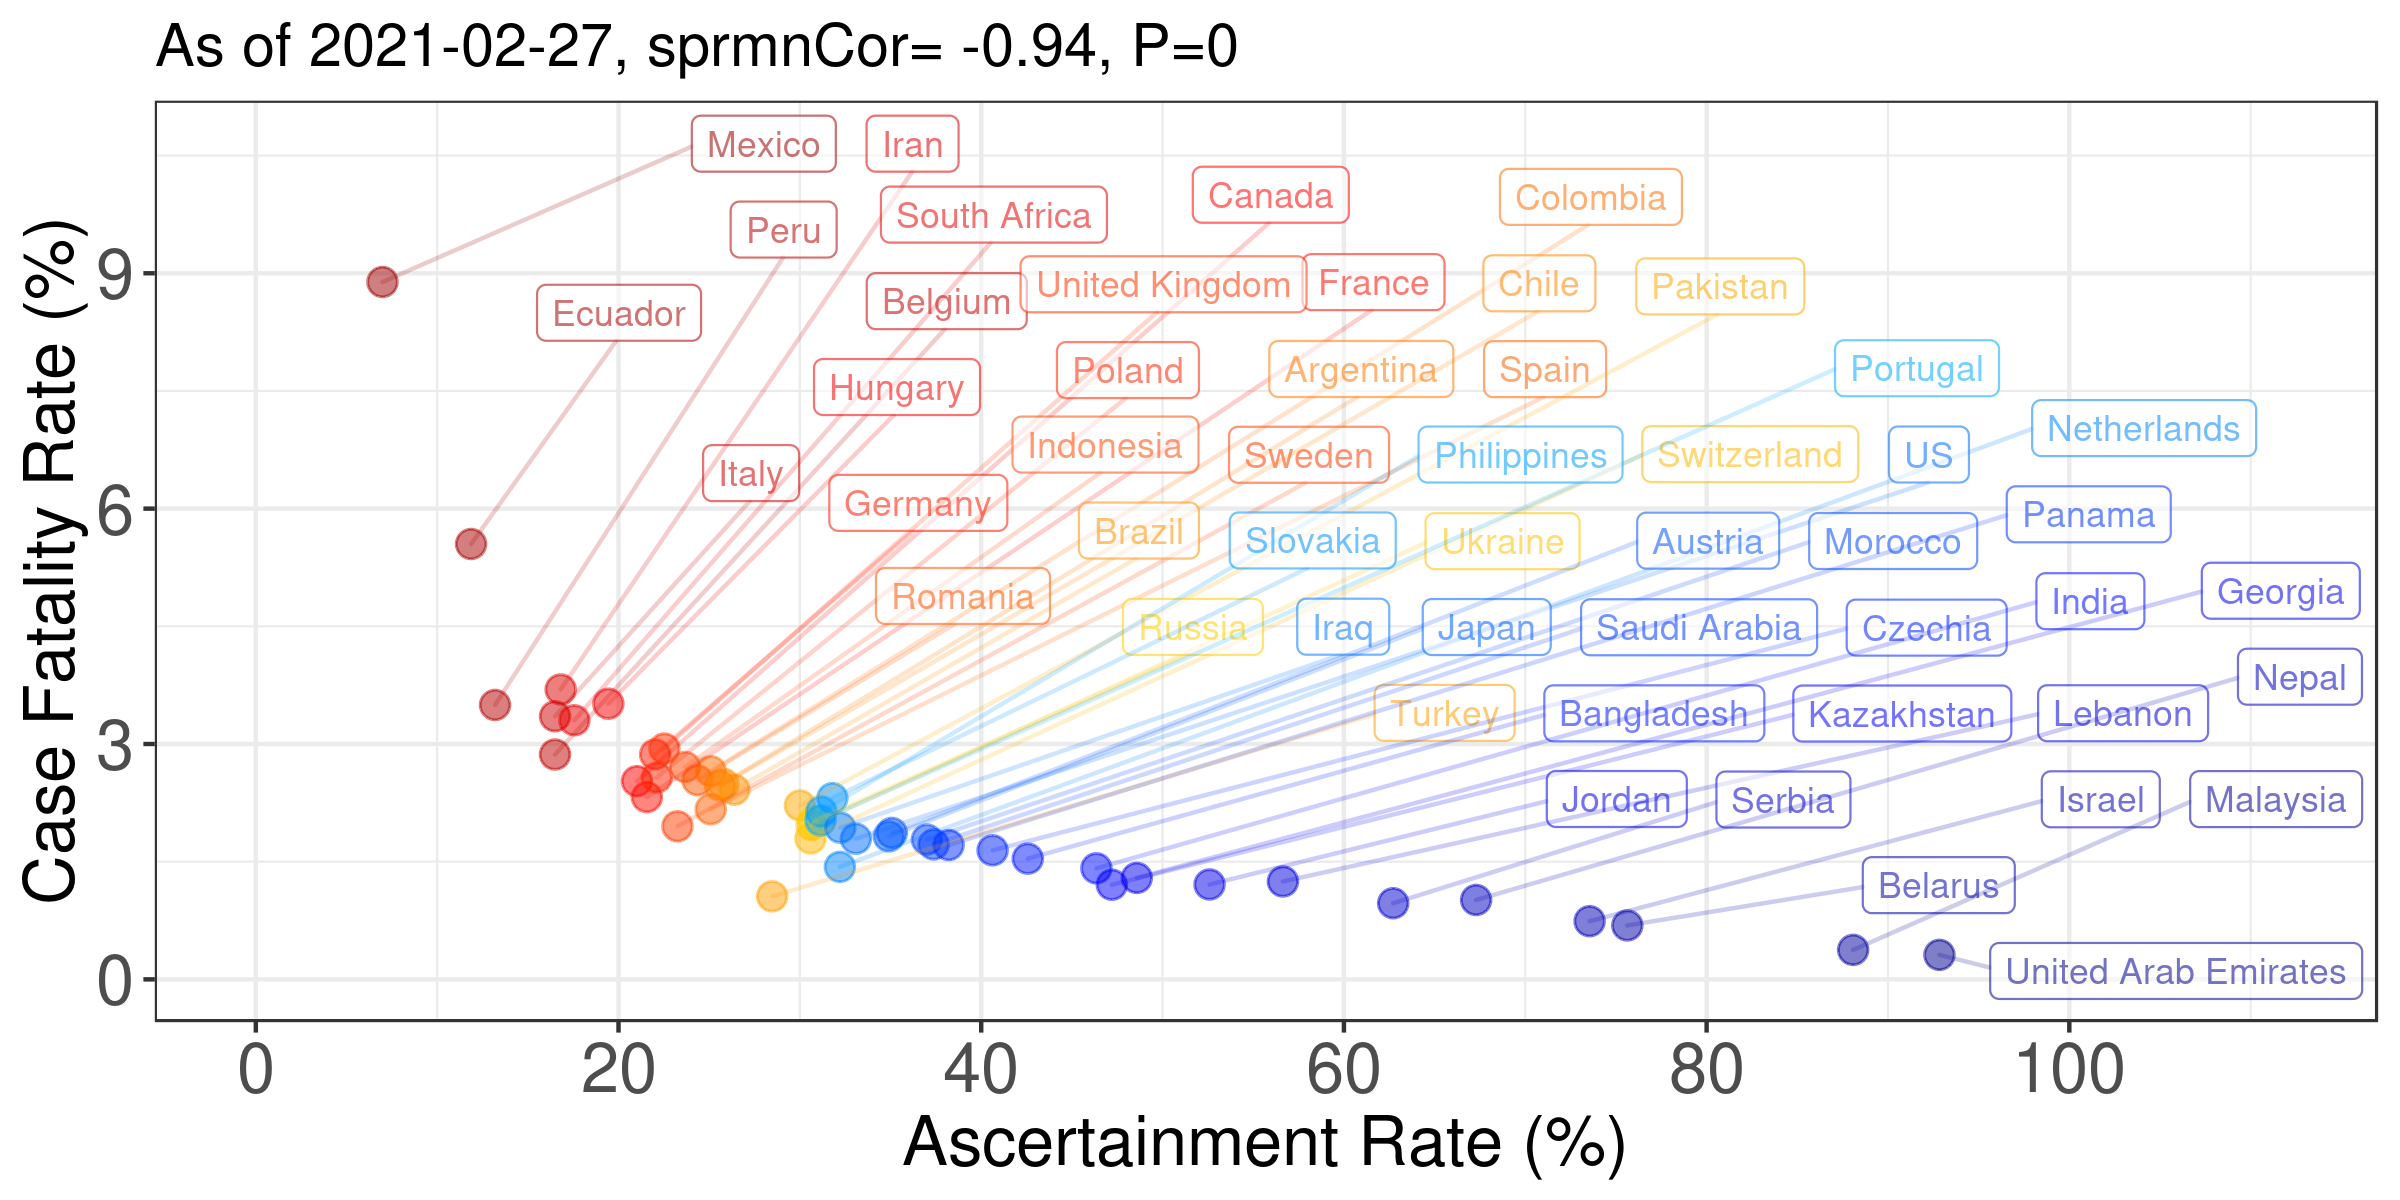 As of 2021-02-27, sprmnCor= -0.94, P=0
Case Fatality Rate (%)
9
6
3
0
Mexico
Iran
Canada
Colombia
Peru
South Africa
Ecuador
Belgium
United Kingdom
France
Chile
Pakistan
Hungary
Poland
Argentina
Spain
Portugal
Netherlands
Italy
Indonesia
Sweden
Philippines
Switzerland
US
Germany
Brazil
Slovakia
Ukraine
Austria
Morocco
Panama
Romania
Russia
Iraq
Japan
Saudi Arabia
Czechia
India
Georgia
Turkey
Bangladesh
Kazakhstan
Lebanon
Nepal
Jordan
Serbia
Israel
Malaysia
Belarus
United Arab Emirates
0
20
40
60
80
100
Ascertainment Rate (%)